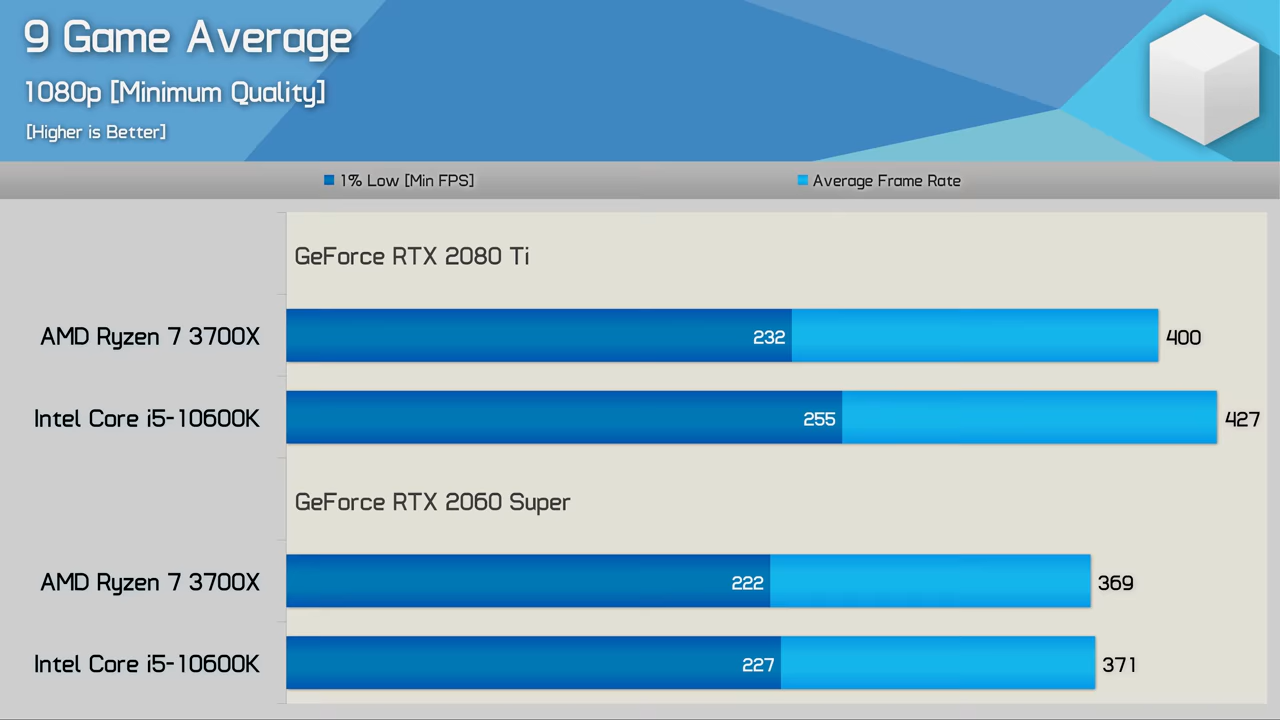 9 Game Average
1080p [Minimum Quality]
[Higher is Better]
1% Low [Min FPS] Average Frame Rate
GeForce RTX 2080 Ti
AMD Ryzen 7 3700X 232 400
Intel Core i5-10600K 255 427
GeForce RTX 2060 Super
AMD Ryzen 7 3700X 222 369
Intel Core i5-10600K 227 371